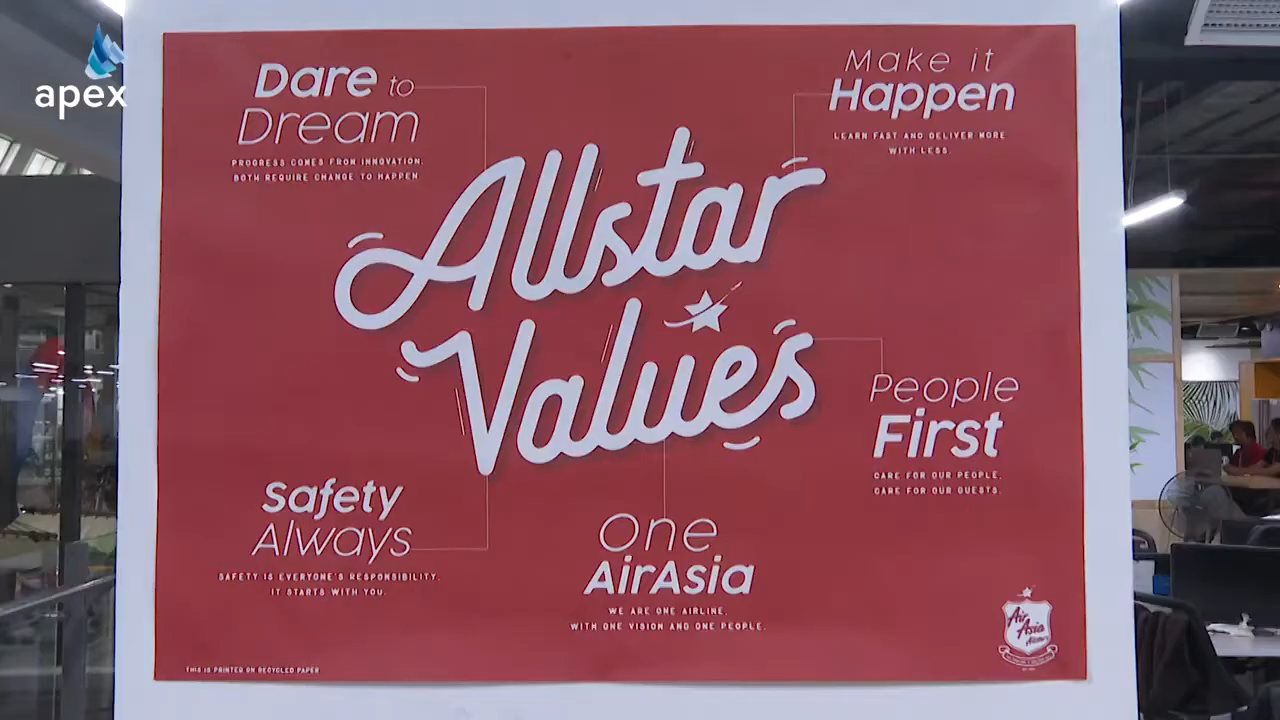 apex
Dare to
Dream
PROGRESS COMES FROM INNOVATION.
BOTH REQUIRE CHANGE TO HAPPEN
Make it
Happen
LEARN FAST AND DELIVER MORE
WITH LESS.
Allstar
Values
People
First
CARE FOR OUR PEOPLE,
CARE FOR OUR GUESTS.
Safety
Always
SAFETY IS EVERYONE'S RESPONSIBILITY.
IT STARTS WITH YOU.
One
AirAsia
WE ARE ONE AIRLINE,
WITH ONE VISION AND ONE PEOPLE.
Air
Asia
Allstars
THIS IS PRINTED ON RECYCLED PAPER